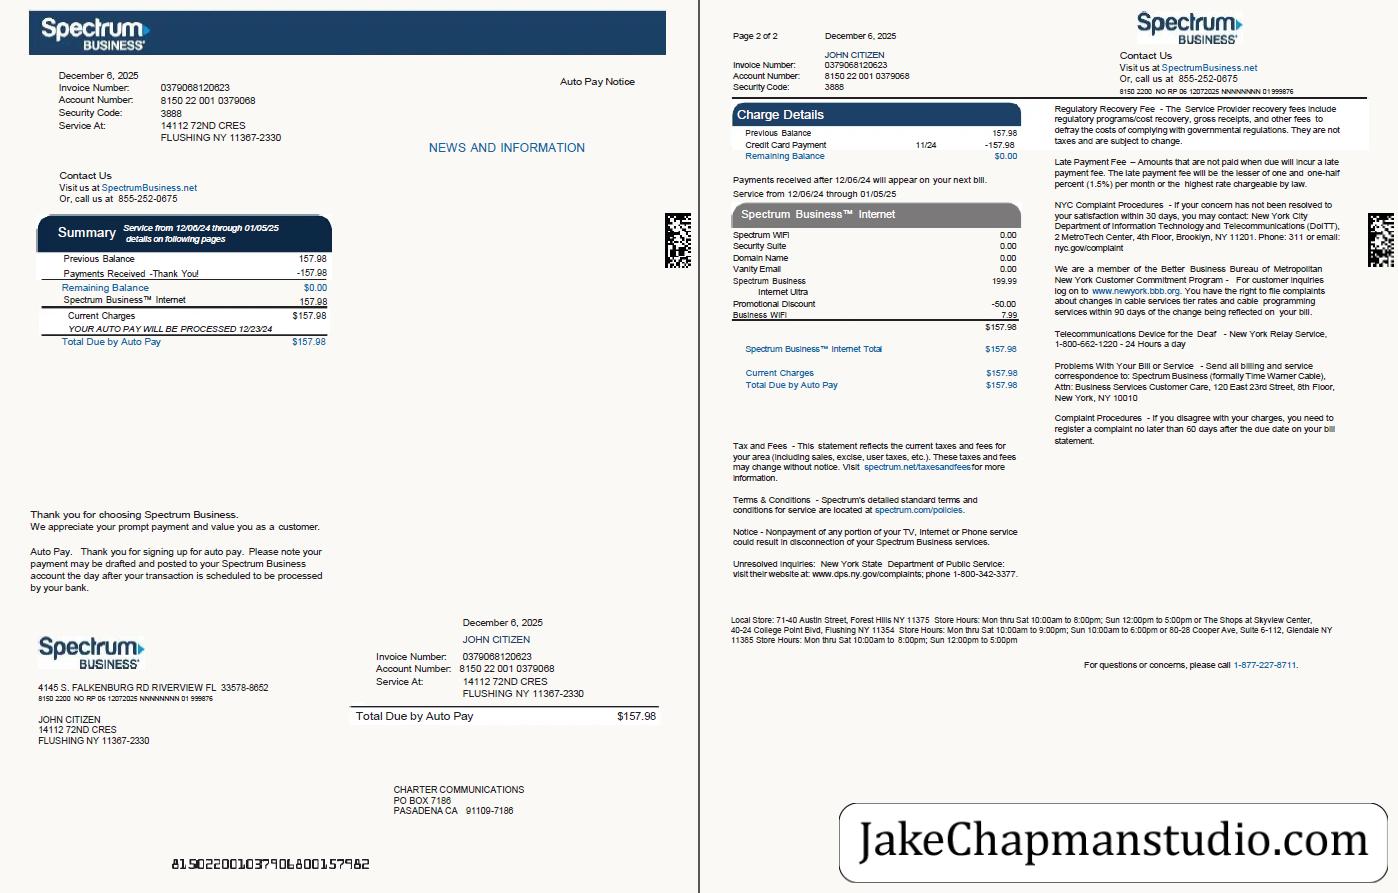 Spectrum
BUSINESS
December 6, 2025
Invoice Number: 0379068120623
Account Number: 8150 22 001 0379068
Security Code: 3888
Service At: 14112 72ND CRES
FLUSHING NY 11367-2330
Auto Pay Notice
NEWS AND INFORMATION
Contact Us
Visit us at SpectrumBusiness.net
Or, call us at 855-252-0675
Summary Service from 12/06/24 through 01/05/25
details on following pages
Previous Balance 157.98
Payments Received -Thank You! -157.98
Remaining Balance $0.00
Spectrum Business™ Internet 157.98
Current Charges $157.98
YOUR AUTO PAY WILL BE PROCESSED 12/23/24
Total Due by Auto Pay $157.98
Thank you for choosing Spectrum Business.
We appreciate your prompt payment and value you as a customer.
Auto Pay. Thank you for signing up for auto pay. Please note your
payment may be drafted and posted to your Spectrum Business
account the day after your transaction is scheduled to be processed
by your bank.
Spectrum
BUSINESS
4145 S. FALKENBURG RD RIVERVIEW FL 33578-8652
8150 2200 NO RP 06 12072025 NNNNNNNN 01 999876
JOHN CITIZEN
14112 72ND CRES
FLUSHING NY 11367-2330
December 6, 2025
JOHN CITIZEN
Invoice Number: 0379068120623
Account Number: 8150 22 001 0379068
Service At: 14112 72ND CRES
FLUSHING NY 11367-2330
Total Due by Auto Pay $157.98
CHARTER COMMUNICATIONS
PO BOX 7186
PASADENA CA 91109-7186
815022001037906800157982
Page 2 of 2 December 6, 2025
JOHN CITIZEN
Invoice Number: 0379068120623
Account Number: 8150 22 001 0379068
Security Code: 3888
Spectrum
BUSINESS
Contact Us
Visit us at SpectrumBusiness.net
Or, call us at 855-252-0675
8150 2200 NO RP 06 12072025 NNNNNNNN 01 999876
Charge Details
Previous Balance 157.98
Credit Card Payment 11/24 -157.98
Remaining Balance $0.00
Payments received after 12/06/24 will appear on your next bill.
Service from 12/06/24 through 01/05/25
Spectrum Business™ Internet
Spectrum WiFi 0.00
Security Suite 0.00
Domain Name 0.00
Vanity Email 0.00
Spectrum Business 199.99
Internet Ultra
Promotional Discount -50.00
Business WiFi 7.99
$157.98
Spectrum Business™ Internet Total $157.98
Current Charges $157.98
Total Due by Auto Pay $157.98
Tax and Fees - This statement reflects the current taxes and fees for
your area (including sales, excise, user taxes, etc.). These taxes and fees
may change without notice. Visit spectrum.net/taxesandfees for more
information.
Terms & Conditions - Spectrum's detailed standard terms and
conditions for service are located at spectrum.com/policies.
Notice - Nonpayment of any portion of your TV, Internet or Phone service
could result in disconnection of your Spectrum Business services.
Unresolved Inquiries: New York State Department of Public Service:
visit their website at: www.dps.ny.gov/complaints; phone 1-800-342-3377.
Regulatory Recovery Fee - The Service Provider recovery fees include
regulatory programs/cost recovery, gross receipts, and other fees to
defray the costs of complying with governmental regulations. They are not
taxes and are subject to change.
Late Payment Fee – Amounts that are not paid when due will incur a late
payment fee. The late payment fee will be the lesser of one and one-half
percent (1.5%) per month or the highest rate chargeable by law.
NYC Complaint Procedures - If your concern has not been resolved to
your satisfaction within 30 days, you may contact: New York City
Department of Information Technology and Telecommunications (DoITT),
2 MetroTech Center, 4th Floor, Brooklyn, NY 11201. Phone: 311 or email:
nyc.gov/complaint
We are a member of the Better Business Bureau of Metropolitan
New York Customer Commitment Program - For customer inquiries
log on to www.newyork.bbb.org. You have the right to file complaints
about changes in cable services tier rates and cable programming
services within 90 days of the change being reflected on your bill.
Telecommunications Device for the Deaf - New York Relay Service,
1-800-662-1220 - 24 Hours a day
Problems With Your Bill or Service - Send all billing and service
correspondence to: Spectrum Business (formally Time Warner Cable),
Attn: Business Services Customer Care, 120 East 23rd Street, 8th Floor,
New York, NY 10010
Complaint Procedures - If you disagree with your charges, you need to
register a complaint no later than 60 days after the due date on your bill
statement.
Local Store: 71-40 Austin Street, Forest Hills NY 11375 Store Hours: Mon thru Sat 10:00am to 8:00pm; Sun 12:00pm to 5:00pm or The Shops at Skyview Center,
40-24 College Point Blvd, Flushing NY 11354 Store Hours: Mon thru Sat 10:00am to 9:00pm; Sun 10:00am to 6:00pm or 80-28 Cooper Ave, Suite 6-112, Glendale NY
11385 Store Hours: Mon thru Sat 10:00am to 8:00pm; Sun 12:00pm to 5:00pm
For questions or concerns, please call 1-877-227-8711.
JakeChapmanstudio.com